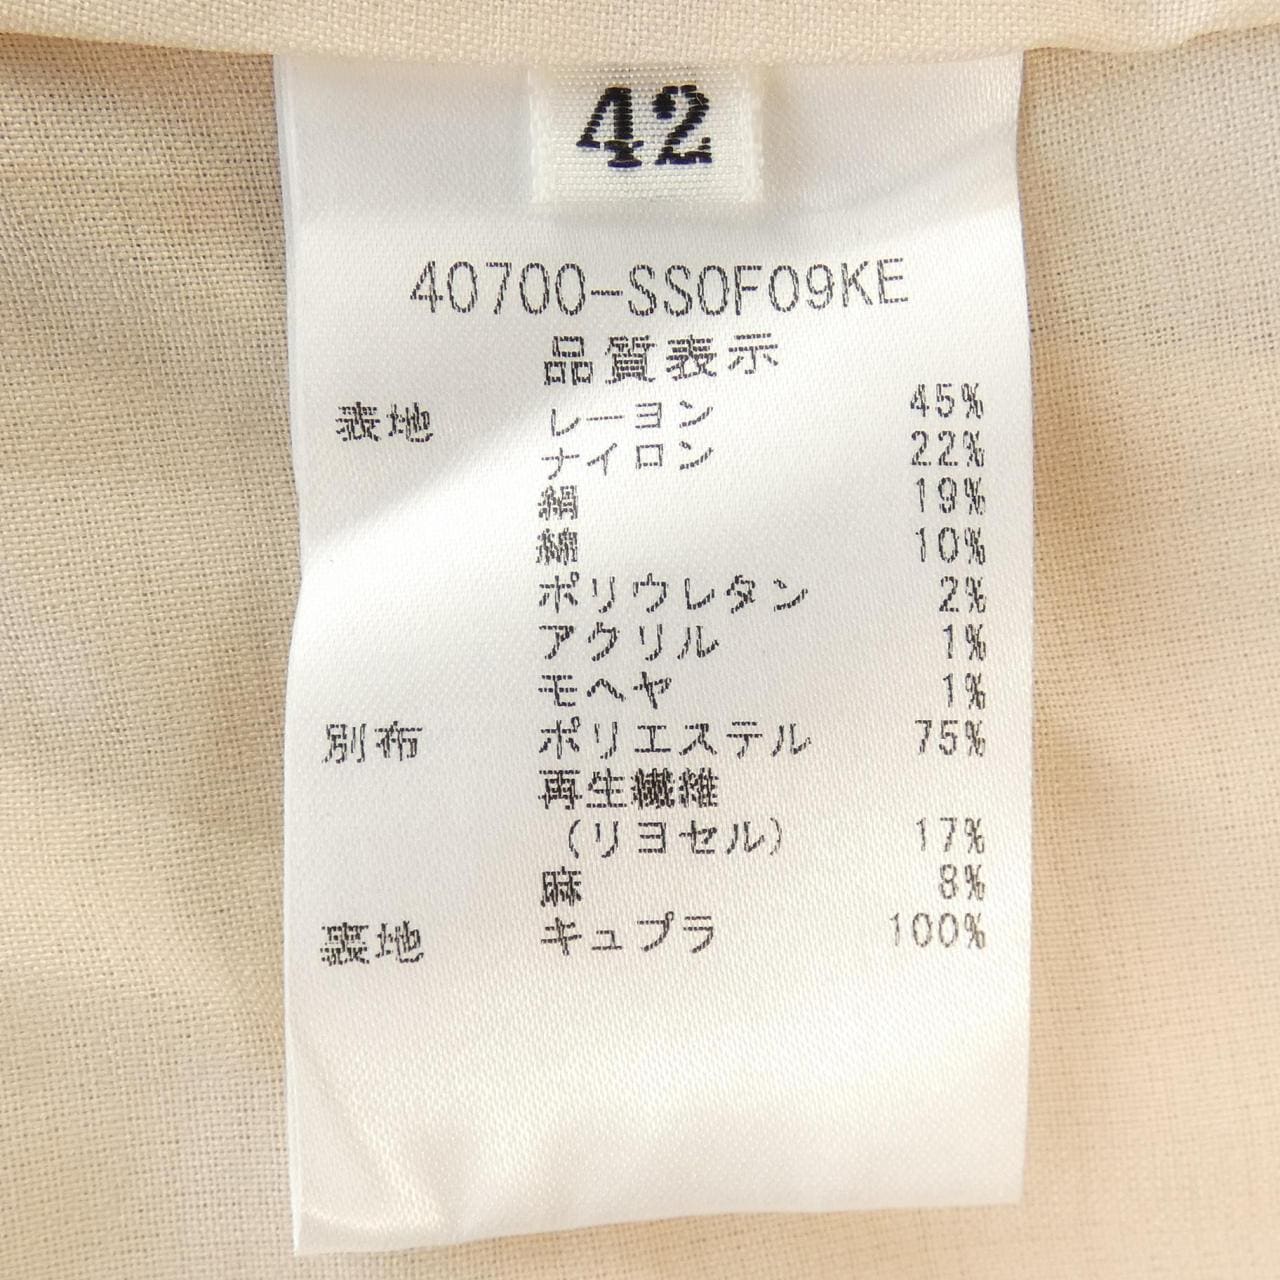 42
40700-SS0F09KE
品質表示
表地 レーヨン 45%
ナイロン 22%
絹 19%
綿 10%
ポリウレタン 2%
アクリル 1%
モヘヤ 1%
別布 ポリエステル 75%
再生繊維
(リヨセル) 17%
麻 8%
裏地 キュプラ 100%